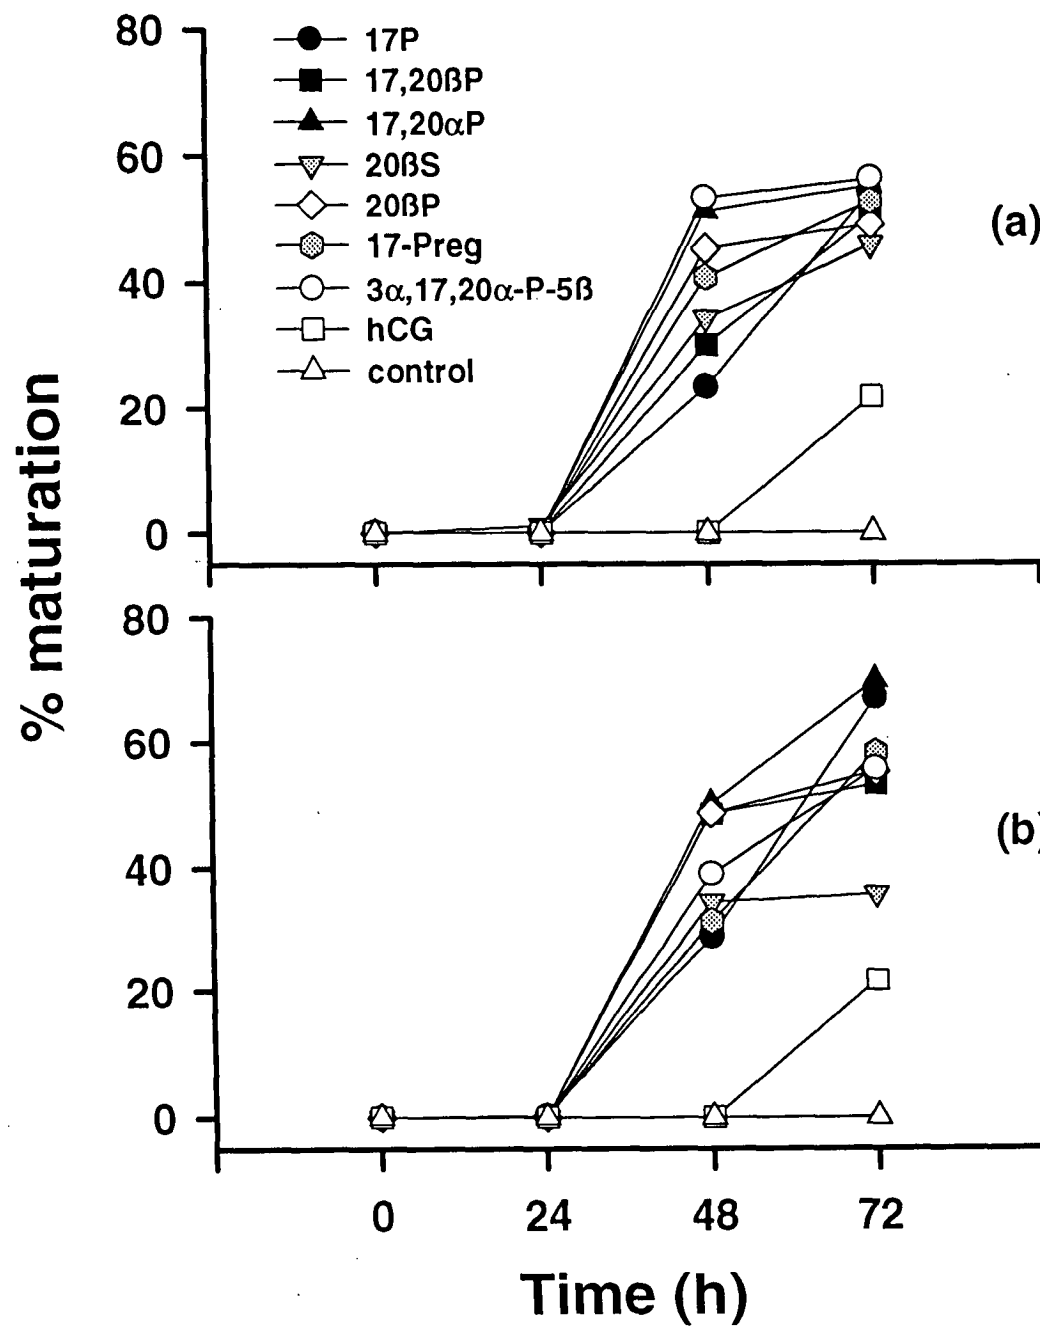 80
17P
17,20ßP
17,20αP
60
20ßS
(a)
20ßP
17-Preg
40
3α,17,20α-P-5ß
hCG
control
20
0
% maturation
80
60
(b)
40
20
0
0 24 48 72
Time (h)